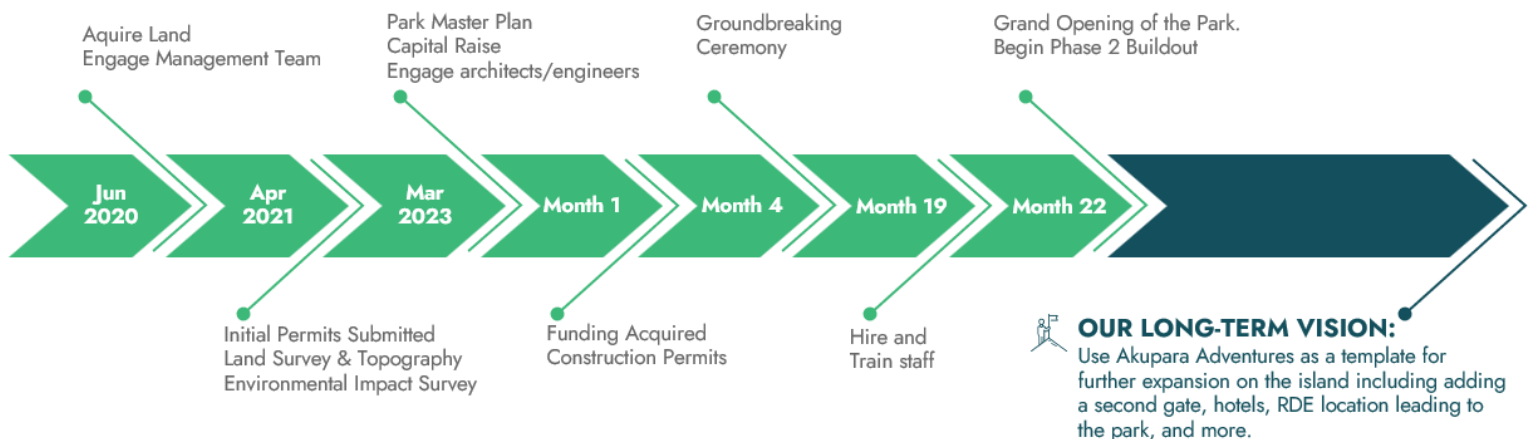 Aquire Land
Engage Management Team
Park Master Plan
Capital Raise
Engage architects/engineers
Groundbreaking
Ceremony
Grand Opening of the Park.
Begin Phase 2 Buildout
Jun
2020
Apr
2021
Mar
2023
Month 1
Month 4
Month 19
Month 22
Initial Permits Submitted
Land Survey & Topography
Environmental Impact Survey
Funding Acquired
Construction Permits
Hire and
Train staff
OUR LONG-TERM VISION:
Use Akupara Adventures as a template for
further expansion on the island including adding
a second gate, hotels, RDE location leading to
the park, and more.